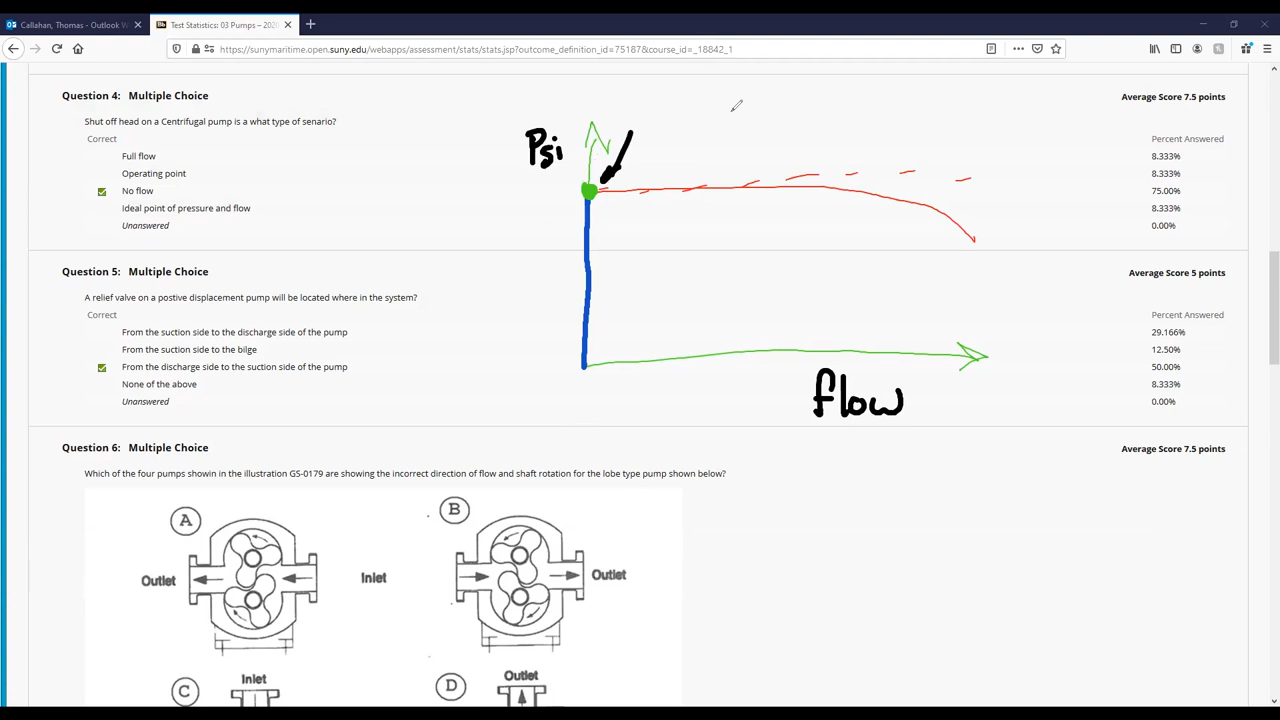 Callahan, Thomas - Outlook W
Test Statistics: 03 Pumps – 202
https://sunymaritime.open.suny.edu/webapps/assessment/stats/stats.jsp?outcome_definition_id=75187&course_id=_18842_1
Question 4: Multiple Choice
Average Score 7.5 points
Shut off head on a Centrifugal pump is a what type of senario?
Correct
Percent Answered
Full flow
8.333%
Operating point
8.333%
No flow
75.00%
Ideal point of pressure and flow
8.333%
Unanswered
0.00%
Psi
flow
Question 5: Multiple Choice
Average Score 5 points
A relief valve on a postive displacement pump will be located where in the system?
Correct
Percent Answered
From the suction side to the discharge side of the pump
29.166%
From the suction side to the bilge
12.50%
From the discharge side to the suction side of the pump
50.00%
None of the above
8.333%
Unanswered
0.00%
Question 6: Multiple Choice
Average Score 7.5 points
Which of the four pumps showin in the illustration GS-0179 are showing the incorrect direction of flow and shaft rotation for the lobe type pump shown below?
A
Outlet
Inlet
B
Outlet
C
Inlet
D
Outlet